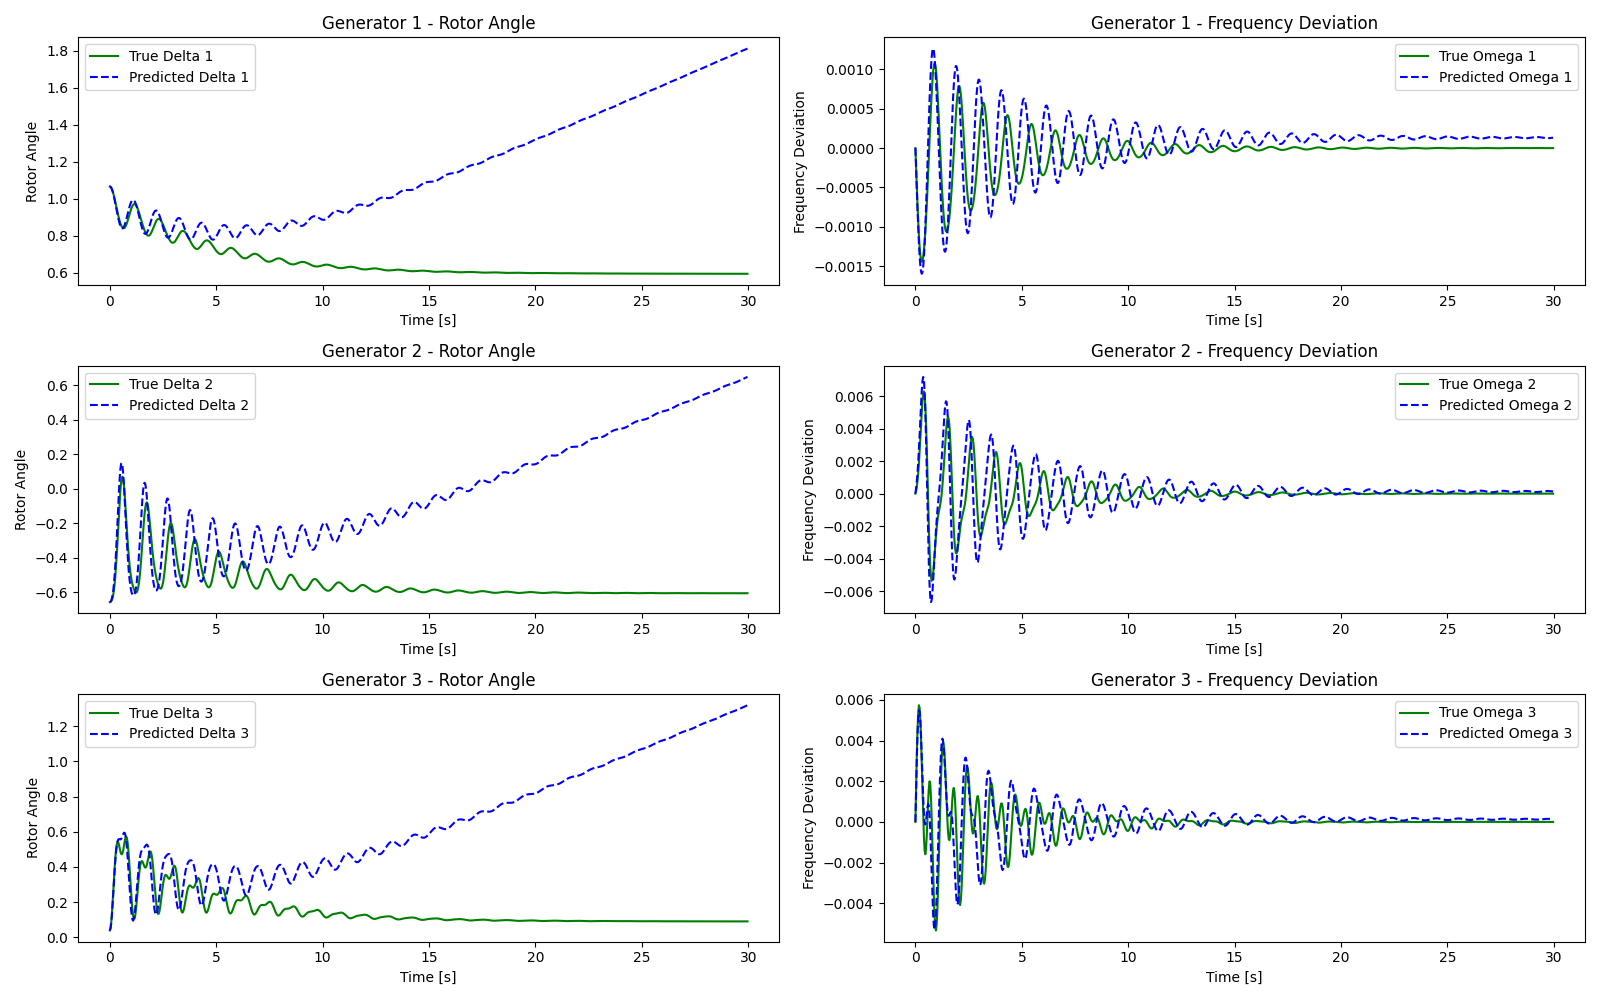 Generator 1 - Rotor Angle
True Delta 1
Predicted Delta 1
Rotor Angle
1.8
1.6
1.4
1.2
1.0
0.8
0.6
0 5 10 15 20 25 30
Time [s]
Generator 1 - Frequency Deviation
True Omega 1
Predicted Omega 1
Frequency Deviation
0.0010
0.0005
0.0000
−0.0005
−0.0010
−0.0015
0 5 10 15 20 25 30
Time [s]
Generator 2 - Rotor Angle
True Delta 2
Predicted Delta 2
Rotor Angle
0.6
0.4
0.2
0.0
−0.2
−0.4
−0.6
0 5 10 15 20 25 30
Time [s]
Generator 2 - Frequency Deviation
True Omega 2
Predicted Omega 2
Frequency Deviation
0.006
0.004
0.002
0.000
−0.002
−0.004
−0.006
0 5 10 15 20 25 30
Time [s]
Generator 3 - Rotor Angle
True Delta 3
Predicted Delta 3
Rotor Angle
1.2
1.0
0.8
0.6
0.4
0.2
0.0
0 5 10 15 20 25 30
Time [s]
Generator 3 - Frequency Deviation
True Omega 3
Predicted Omega 3
Frequency Deviation
0.006
0.004
0.002
0.000
−0.002
−0.004
0 5 10 15 20 25 30
Time [s]